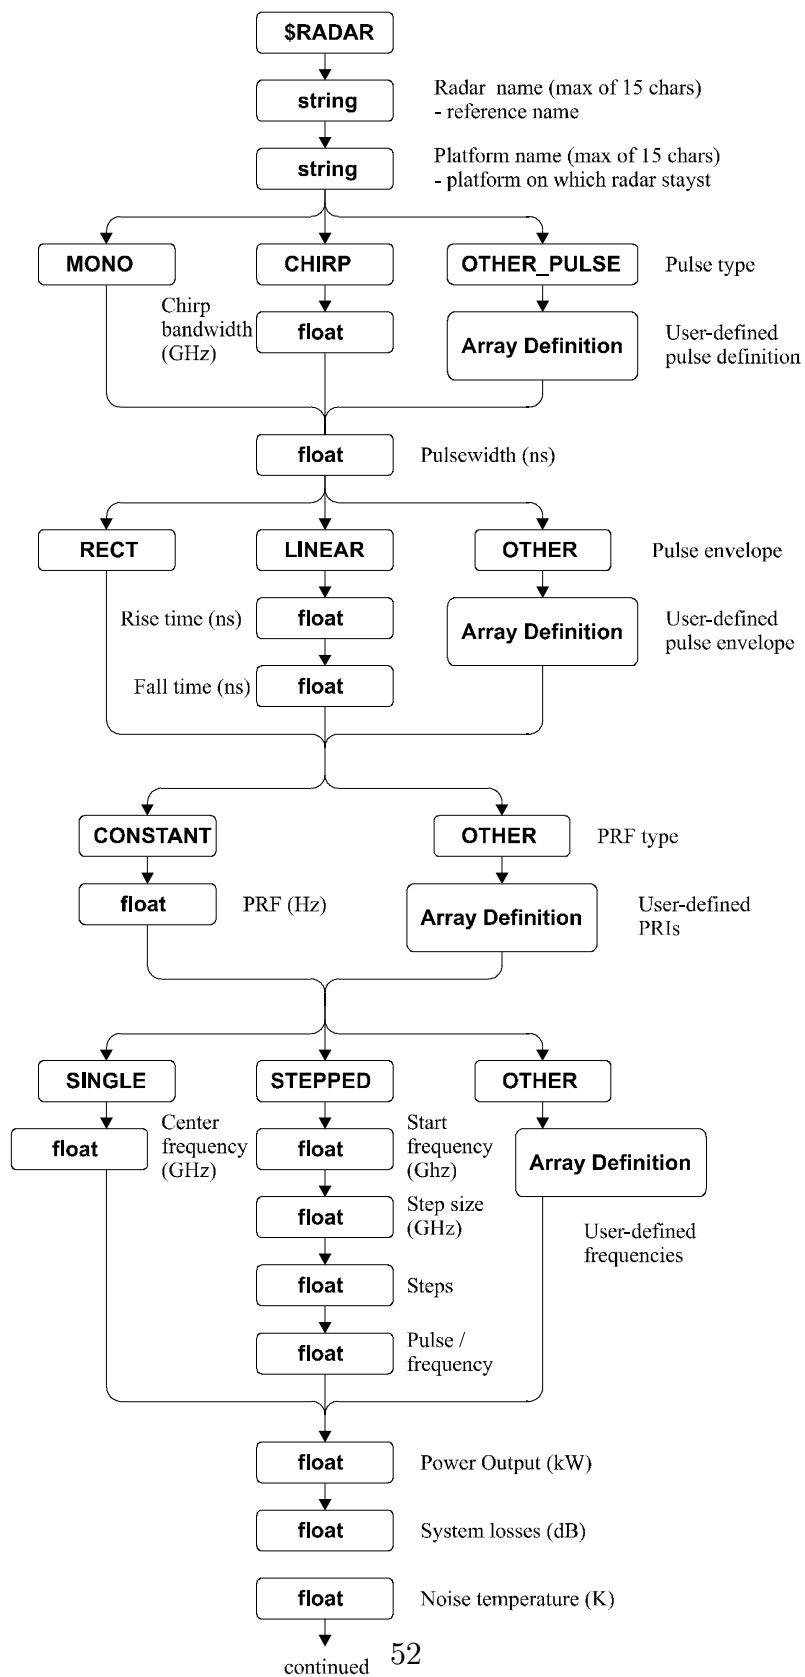 $RADAR
string
Radar name (max of 15 chars)
- reference name
string
Platform name (max of 15 chars)
- platform on which radar stayst
MONO
CHIRP
OTHER_PULSE
Pulse type
Chirp
bandwidth
(GHz)
float
Array Definition
User-defined
pulse definition
float
Pulsewidth (ns)
RECT
LINEAR
OTHER
Pulse envelope
Rise time (ns)
float
Array Definition
User-defined
pulse envelope
Fall time (ns)
float
CONSTANT
OTHER
PRF type
float
PRF (Hz)
Array Definition
User-defined
PRIs
SINGLE
STEPPED
OTHER
float
Center
frequency
(GHz)
float
Start
frequency
(Ghz)
Array Definition
float
Step size
(GHz)
User-defined
frequencies
float
Steps
float
Pulse /
frequency
float
Power Output (kW)
float
System losses (dB)
float
Noise temperature (K)
continued
52